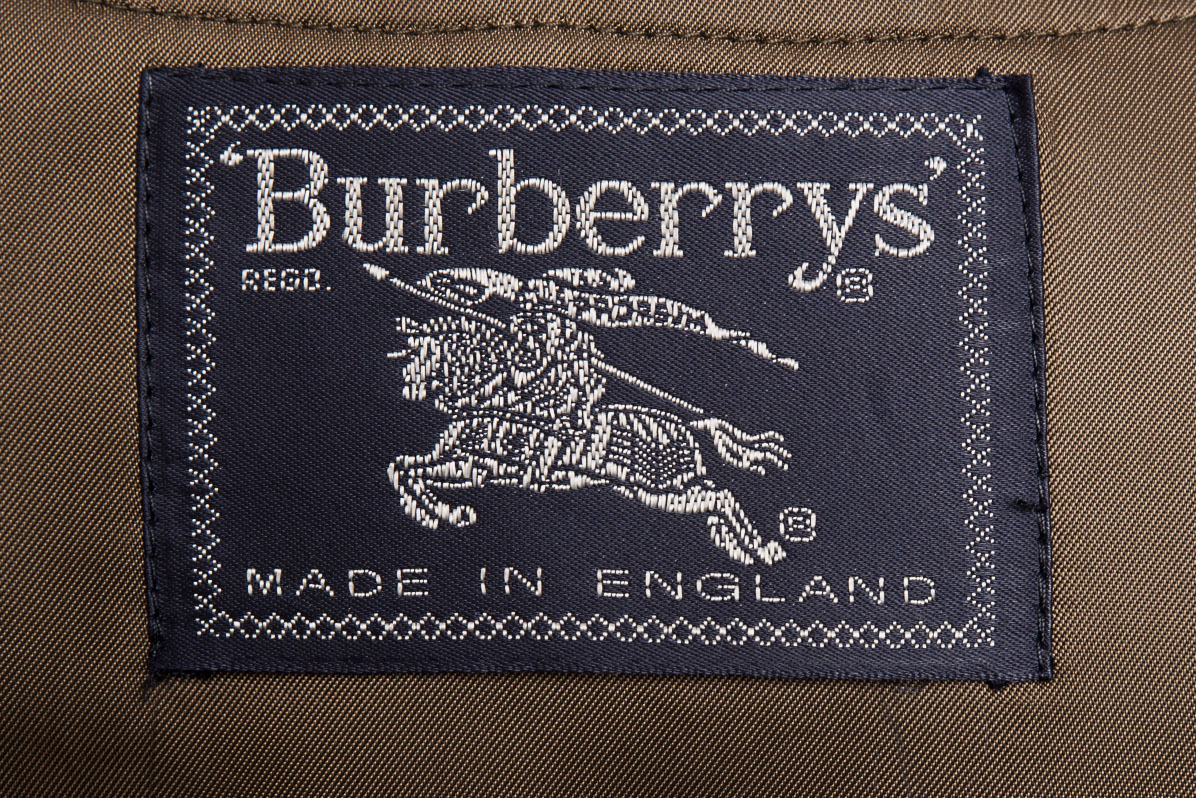 ‘Burberrys’
REGD. ®
®
MADE IN ENGLAND